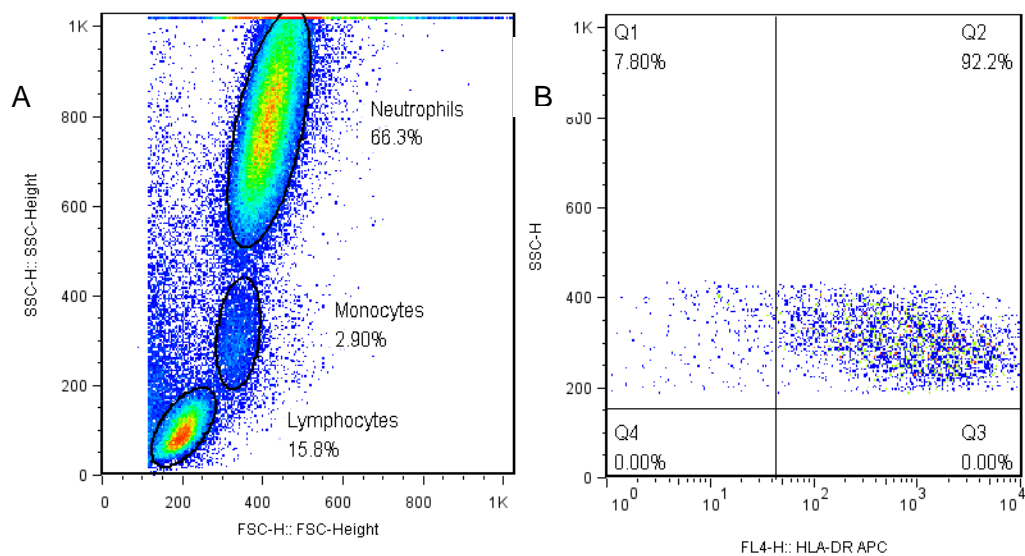 A
1K
800
600
400
200
0
SSC-H:: SSC-Height
Neutrophils
66.3%
Monocytes
2.90%
Lymphocytes
15.8%
0 200 400 600 800 1K
FSC-H:: FSC-Height
B
1K
600
400
200
0
SSC-H
Q1
7.80%
Q2
92.2%
Q4
0.00%
Q3
0.00%
10^0 10^1 10^2 10^3 10^4
FL4-H:: HLA-DR APC